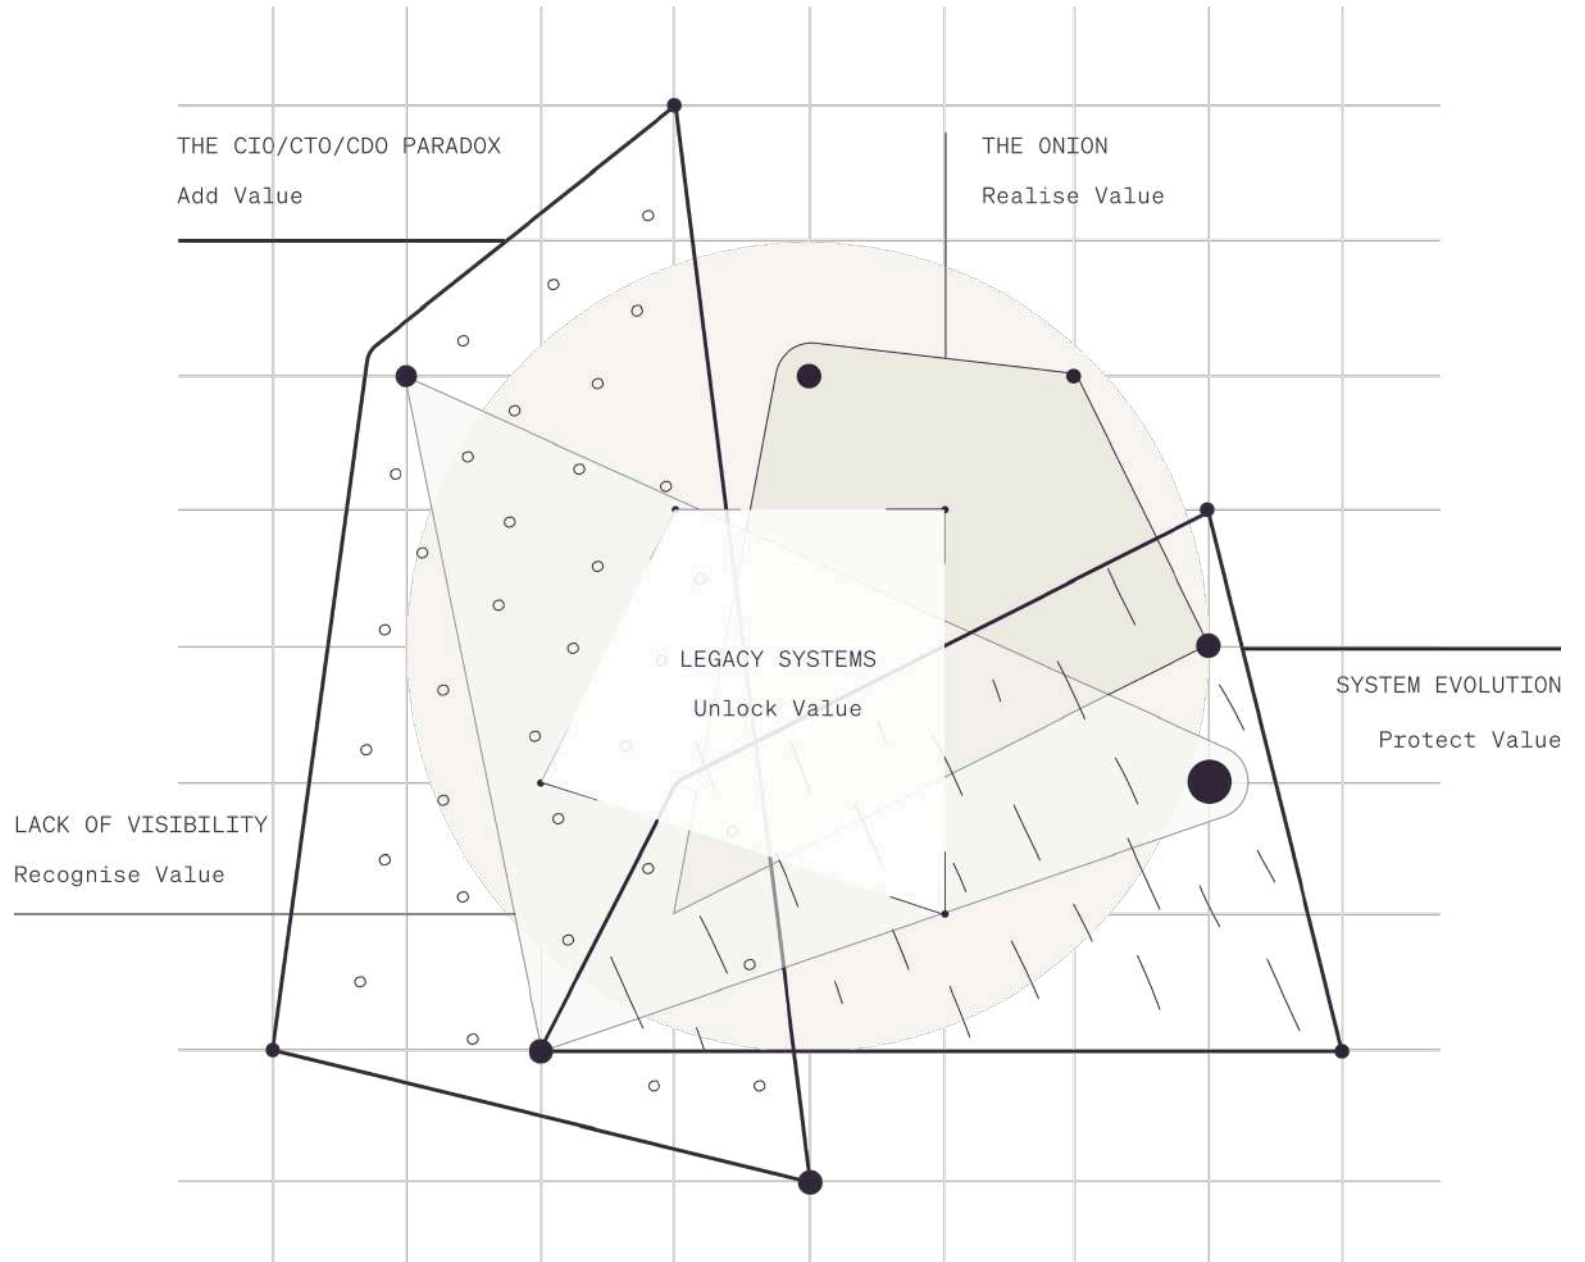 THE CIO/CTO/CDO PARADOX
Add Value
THE ONION
Realise Value
LEGACY SYSTEMS
Unlock Value
SYSTEM EVOLUTION
Protect Value
LACK OF VISIBILITY
Recognise Value